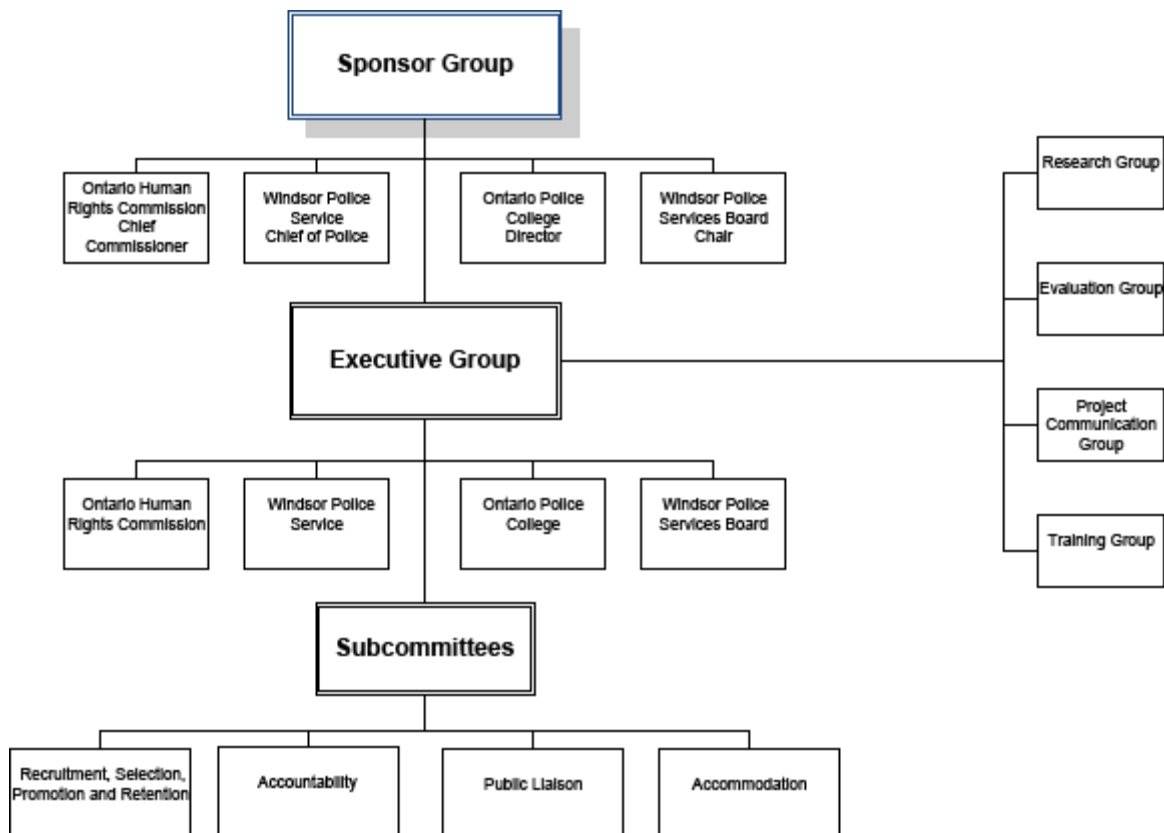 Sponsor Group
Ontario Human
Rights Commission
Chief
Commissioner
Windsor Police
Service
Chief of Police
Ontario Police
College
Director
Windsor Police
Services Board
Chair
Research Group
Evaluation Group
Executive Group
Project
Communication
Group
Training Group
Ontario Human
Rights Commission
Windsor Police
Service
Ontario Police
College
Windsor Police
Services Board
Subcommittees
Recruitment, Selection,
Promotion and Retention
Accountability
Public Liaison
Accommodation